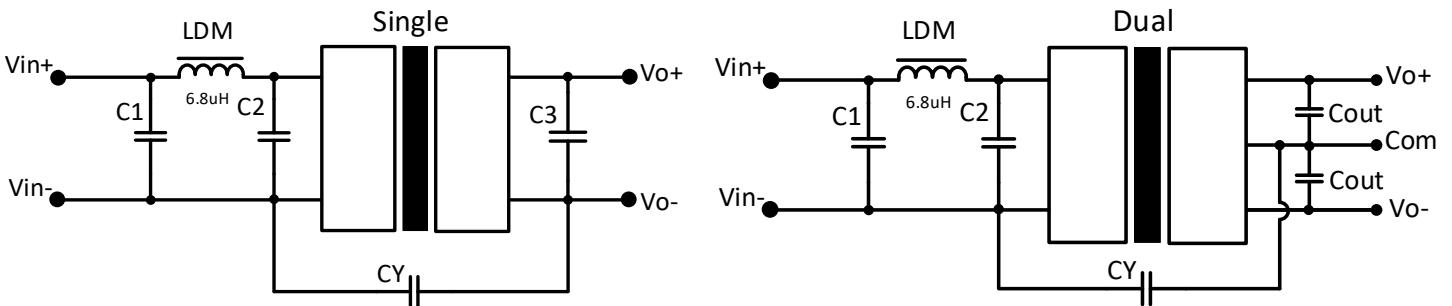 Single
LDM
Vin+
6.8uH
C1
C2
C3
Vo+
Vin-
Vo-
CY
Dual
LDM
Vin+
6.8uH
C1
C2
Vo+
Cout
Com
Cout
Vin-
Vo-
CY